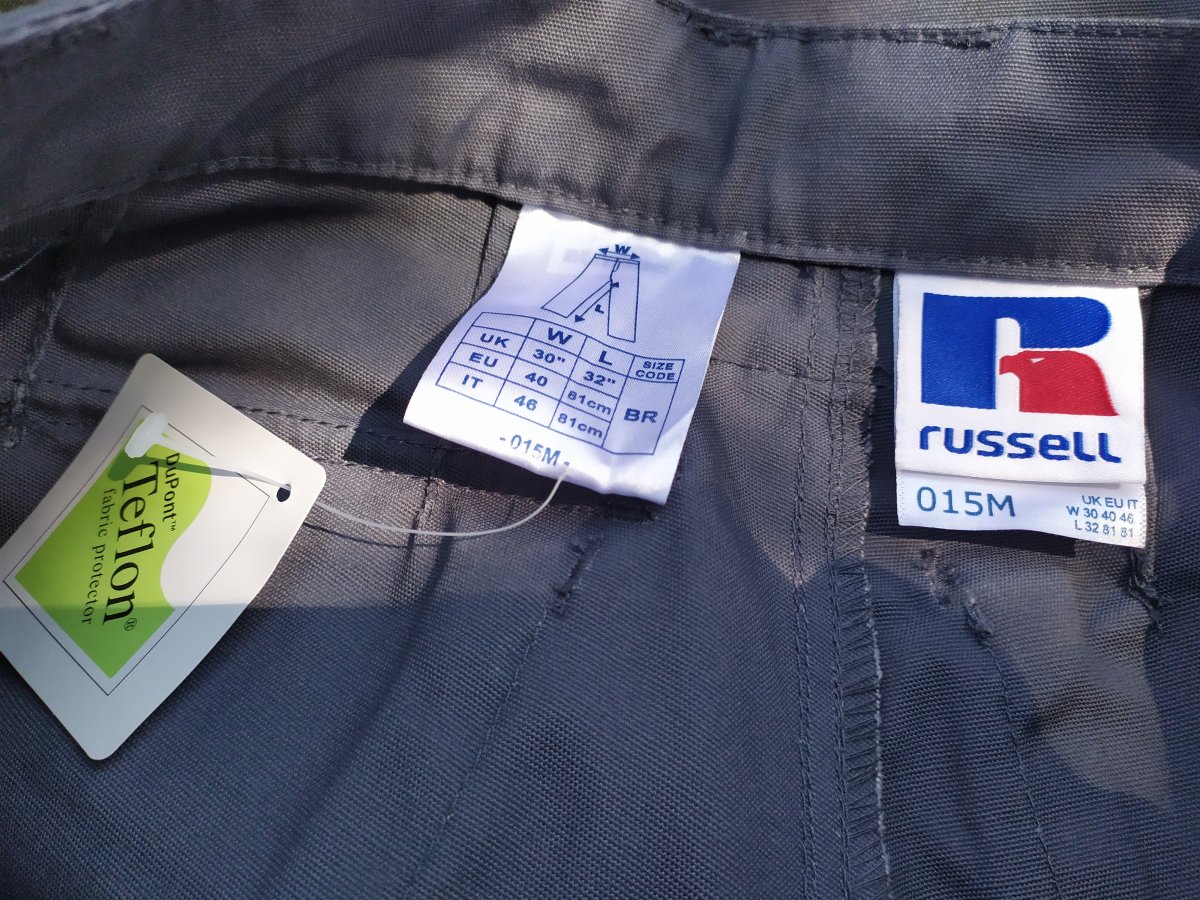 W
L
W L SIZE CODE
UK 30" 32" BR
EU 40 81cm
IT 46 81cm
-015M-
DuPont™
Teflon®
fabric protector
R
russell
015M
UK EU IT
W 30 40 46
L 32 81 81